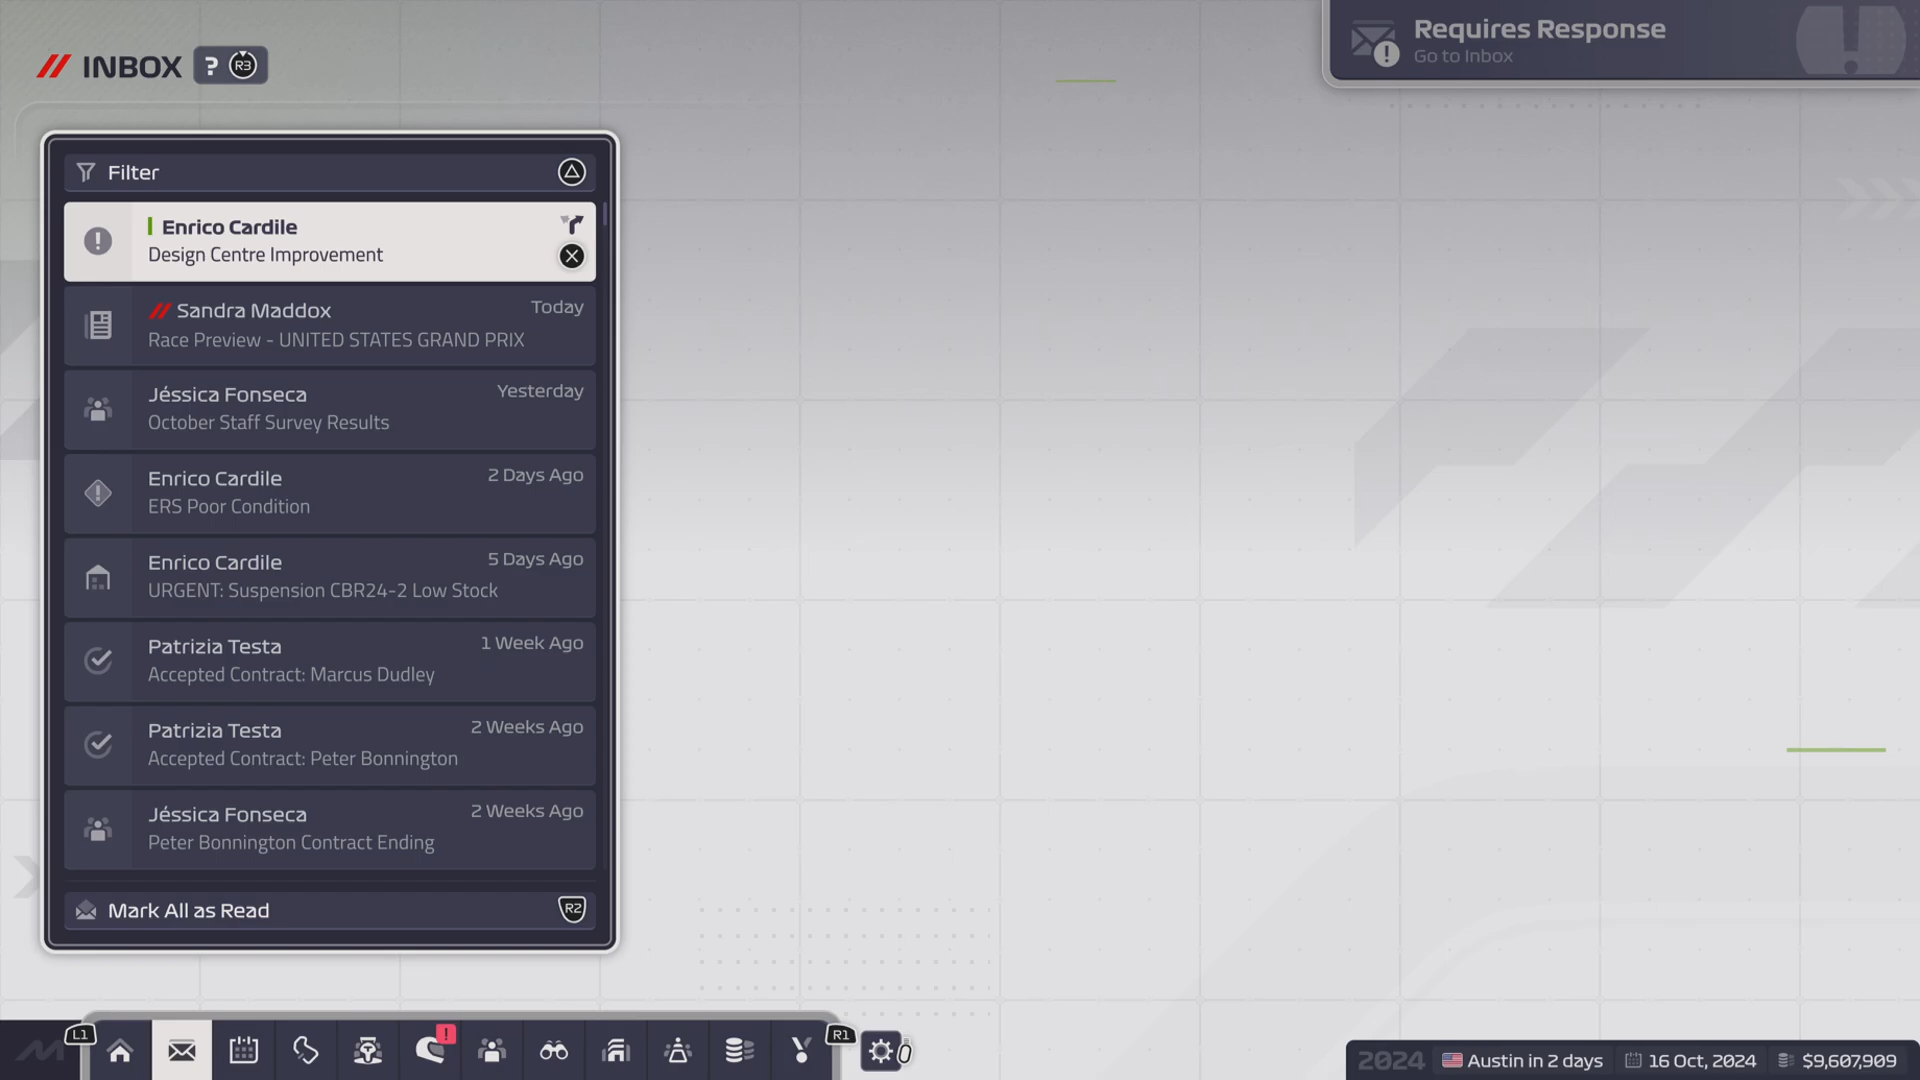 INBOX
? R3
Requires Response
Go to Inbox
Filter
Enrico Cardile
Design Centre Improvement
Sandra Maddox
Today
Race Preview - UNITED STATES GRAND PRIX
Jéssica Fonseca
Yesterday
October Staff Survey Results
Enrico Cardile
2 Days Ago
ERS Poor Condition
Enrico Cardile
5 Days Ago
URGENT: Suspension CBR24-2 Low Stock
Patrizia Testa
1 Week Ago
Accepted Contract: Marcus Dudley
Patrizia Testa
2 Weeks Ago
Accepted Contract: Peter Bonnington
Jéssica Fonseca
2 Weeks Ago
Peter Bonnington Contract Ending
Mark All as Read
R2
L1
R1
2024
Austin in 2 days
16 Oct, 2024
$9,607,909